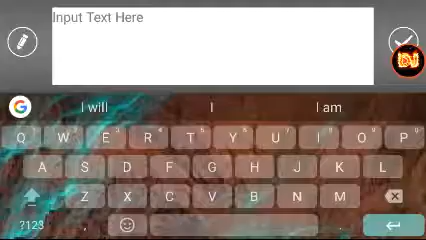 Input Text Here
I will I I am
Q W E R T Y U I O P
A S D F G H J K L
Z X C V B N M
?123 , .